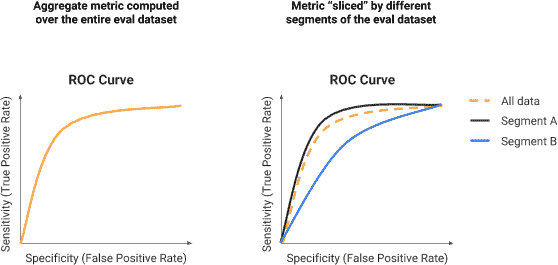 Aggregate metric computed
over the entire eval dataset
ROC Curve
Sensitivity (True Positive Rate)
Specificity (False Positive Rate)
Metric “sliced” by different
segments of the eval dataset
ROC Curve
Sensitivity (True Positive Rate)
Specificity (False Positive Rate)
All data
Segment A
Segment B